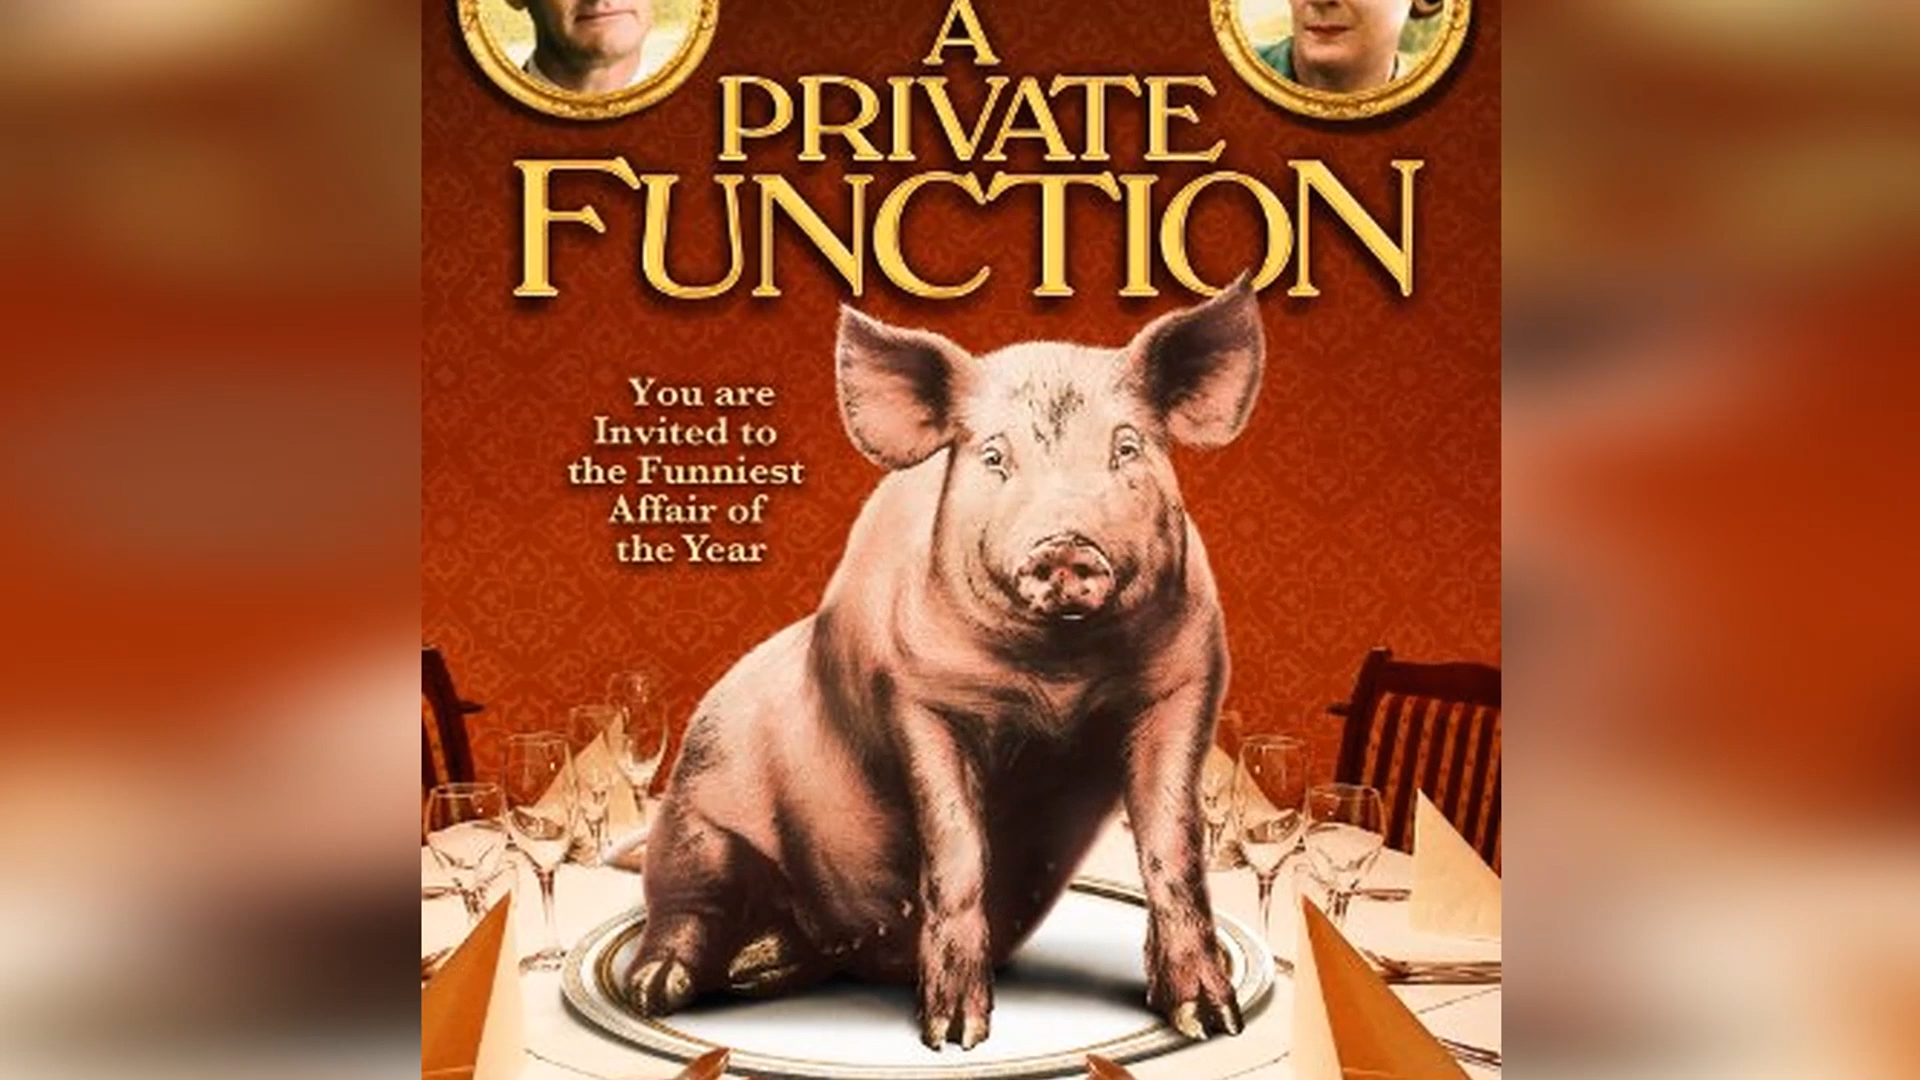 A
PRIVATE
FUNCTION
You are
Invited to
the Funniest
Affair of
the Year